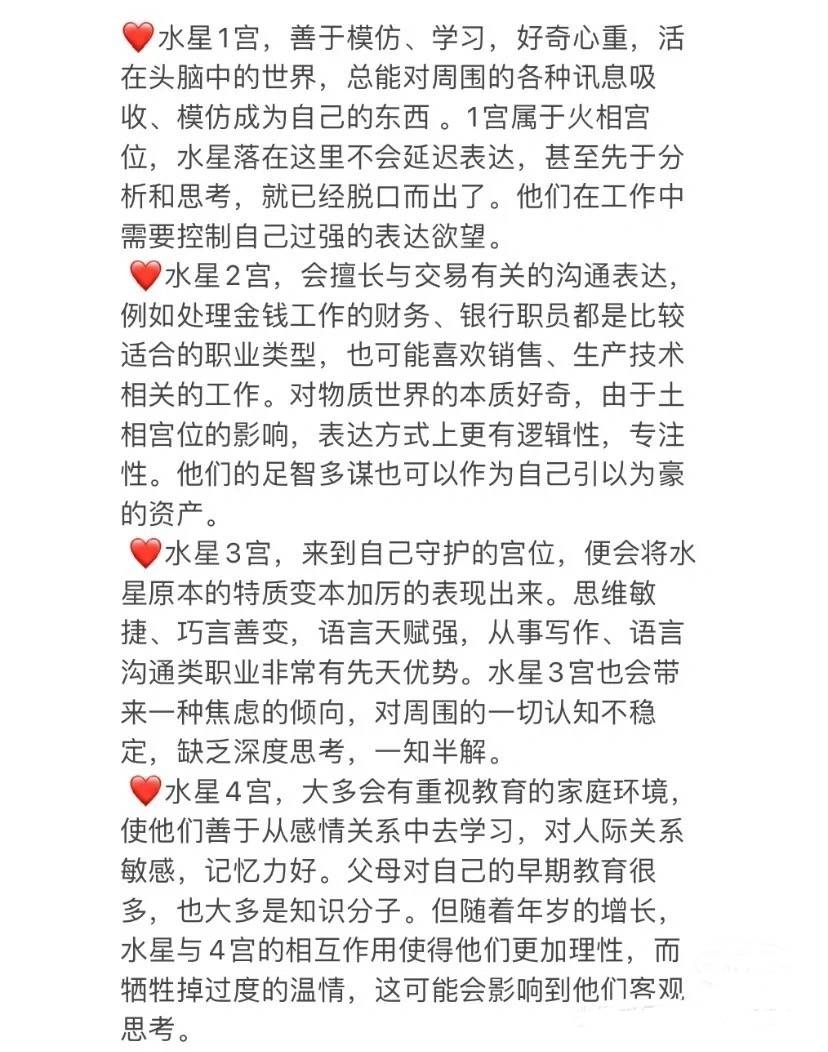 ❤️水星1宫，善于模仿、学习，好奇心重，活
在头脑中的世界，总能对周围的各种讯息吸
收、模仿成为自己的东西 。1宫属于火相宫
位，水星落在这里不会延迟表达，甚至先于分
析和思考，就已经脱口而出了。他们在工作中
需要控制自己过强的表达欲望。
❤️水星2宫，会擅长与交易有关的沟通表达，
例如处理金钱工作的财务、银行职员都是比较
适合的职业类型，也可能喜欢销售、生产技术
相关的工作。对物质世界的本质好奇，由于土
相宫位的影响，表达方式上更有逻辑性，专注
性。他们的足智多谋也可以作为自己引以为豪
的资产。
❤️水星3宫，来到自己守护的宫位，便会将水
星原本的特质变本加厉的表现出来。思维敏
捷、巧言善变，语言天赋强，从事写作、语言
沟通类职业非常有先天优势。水星3宫也会带
来一种焦虑的倾向，对周围的一切认知不稳
定，缺乏深度思考，一知半解。
❤️水星4宫，大多会有重视教育的家庭环境，
使他们善于从感情关系中去学习，对人际关系
敏感，记忆力好。父母对自己的早期教育很
多，也大多是知识分子。但随着年岁的增长，
水星与4宫的相互作用使得他们更加理性，而
牺牲掉过度的温情，这可能会影响到他们客观
思考。